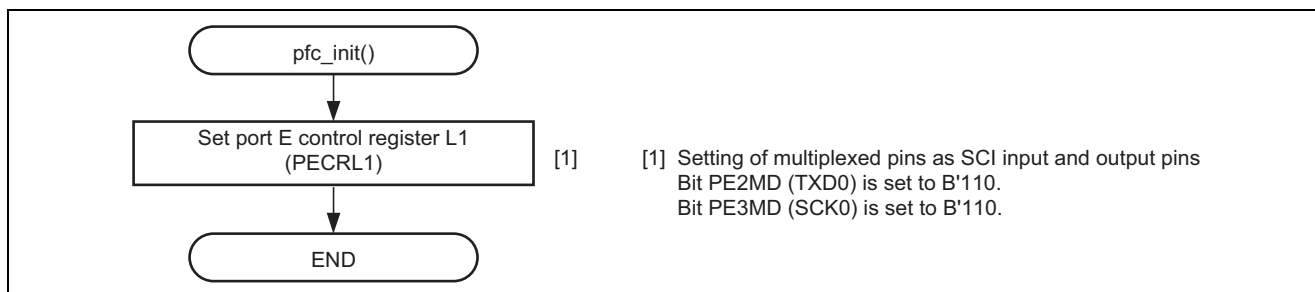 pfc_init()
Set port E control register L1
(PECRL1)
[1]
[1] Setting of multiplexed pins as SCI input and output pins
Bit PE2MD (TXD0) is set to B'110.
Bit PE3MD (SCK0) is set to B'110.
END